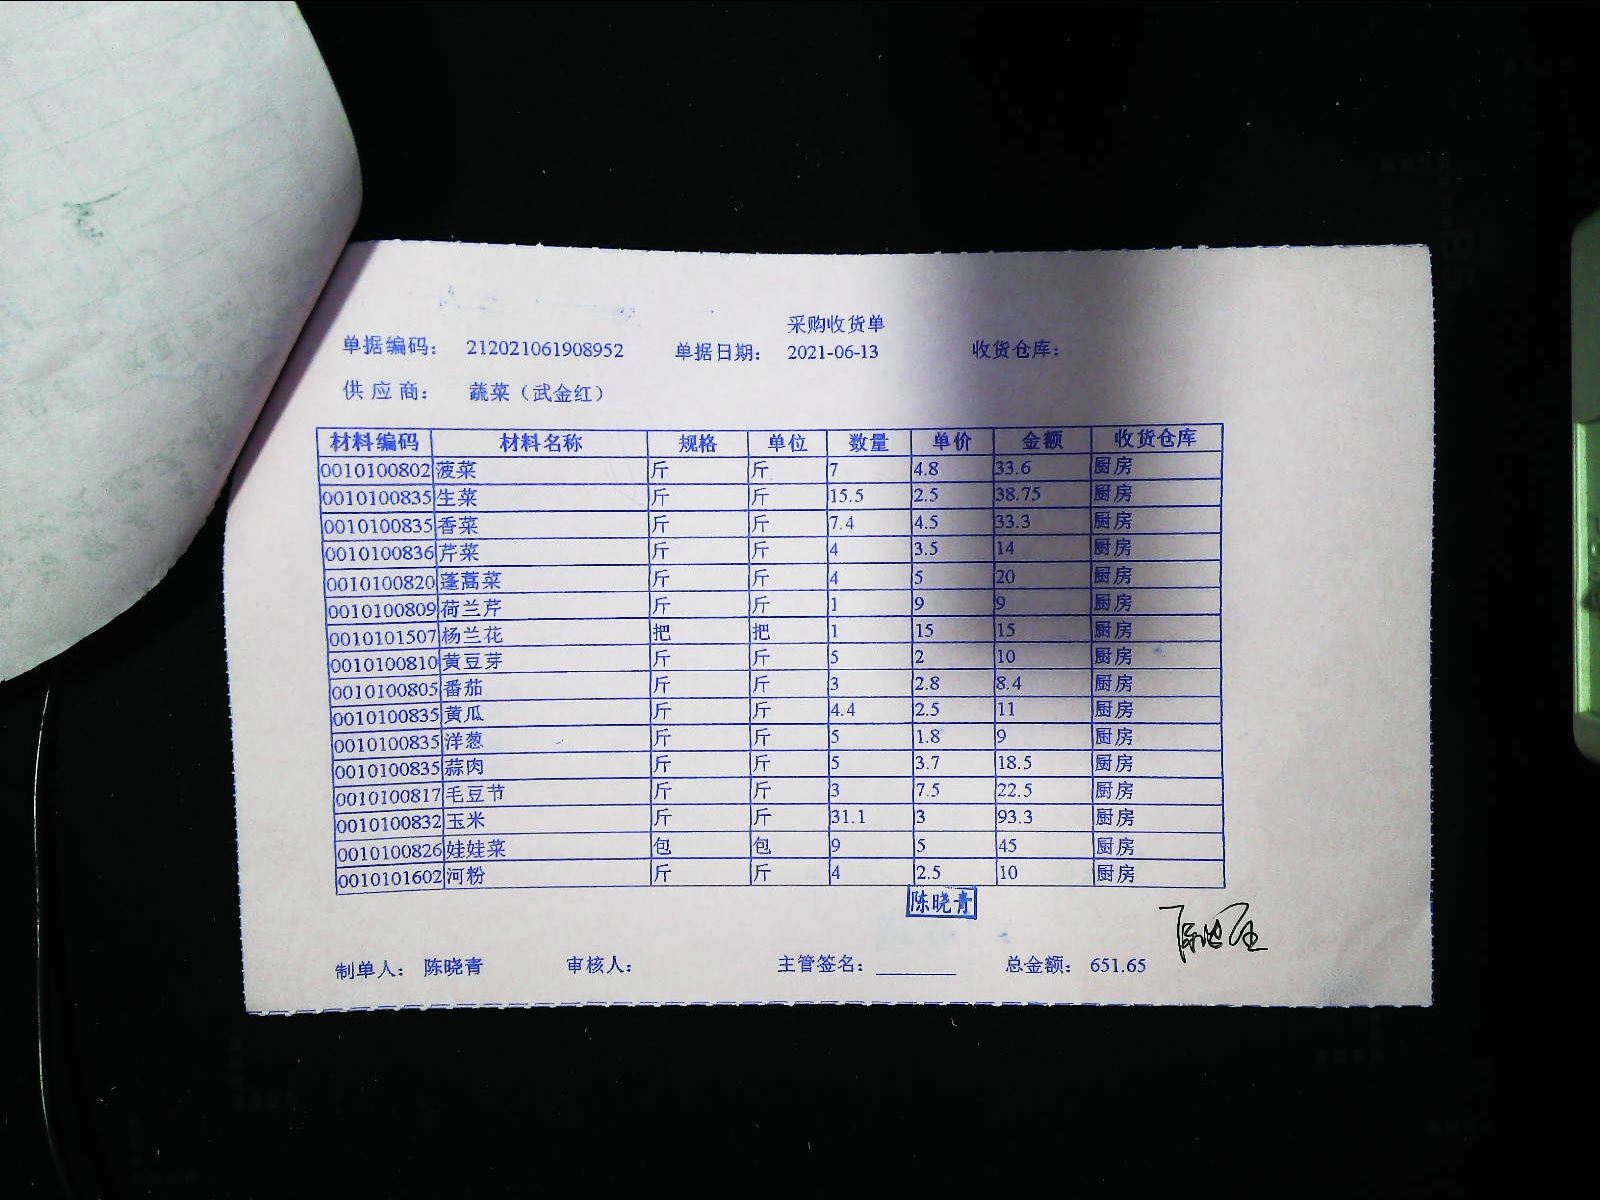 采购收货单
单据编码： 212021061908952 单据日期： 2021-06-13 收货仓库：
供应商： 蔬菜（武金红）
材料编码 材料名称 规格 单位 数量 单价 金额 收货仓库
0010100802 菠菜 斤 斤 7 4.8 33.6 厨房
0010100835 生菜 斤 斤 15.5 2.5 38.75 厨房
0010100835 香菜 斤 斤 7.4 4.5 33.3 厨房
0010100836 芹菜 斤 斤 4 3.5 14 厨房
0010100820 蓬蒿菜 斤 斤 4 5 20 厨房
0010100809 荷兰芹 斤 斤 1 9 9 厨房
0010101507 杨兰花 把 把 1 15 15 厨房
0010100810 黄豆芽 斤 斤 5 2 10 厨房
0010100805 番茄 斤 斤 3 2.8 8.4 厨房
0010100835 黄瓜 斤 斤 4.4 2.5 11 厨房
0010100835 洋葱 斤 斤 5 1.8 9 厨房
0010100835 蒜肉 斤 斤 5 3.7 18.5 厨房
0010100817 毛豆节 斤 斤 3 7.5 22.5 厨房
0010100832 玉米 斤 斤 31.1 3 93.3 厨房
0010100826 娃娃菜 包 包 9 5 45 厨房
0010101602 河粉 斤 斤 4 2.5 10 厨房
陈晓青
制单人： 陈晓青 审核人： 主管签名： 总金额： 651.65